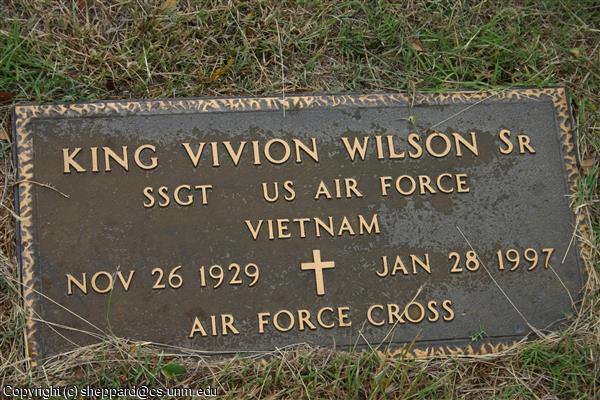 KING VIVION WILSON SR
SSGT US AIR FORCE
VIETNAM
NOV 26 1929 JAN 28 1997
AIR FORCE CROSS
Copyright (c) sheppard@cs.unm.edu